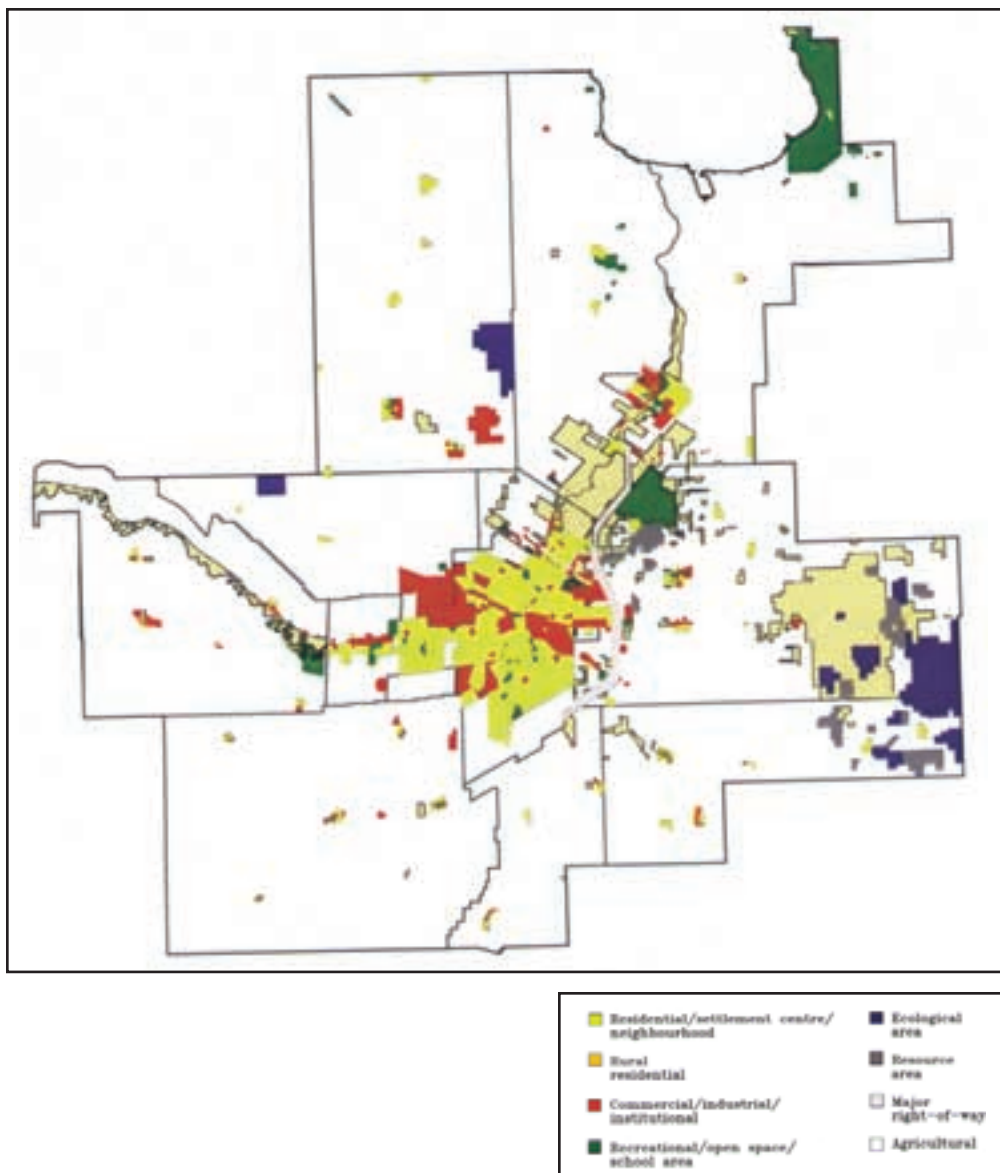 Residential/settlement centre/
neighbourhood
Rural
residential
Commercial/industrial/
institutional
Recreational/open space/
school area
Ecological
area
Resource
area
Major
right-of-way
Agricultural